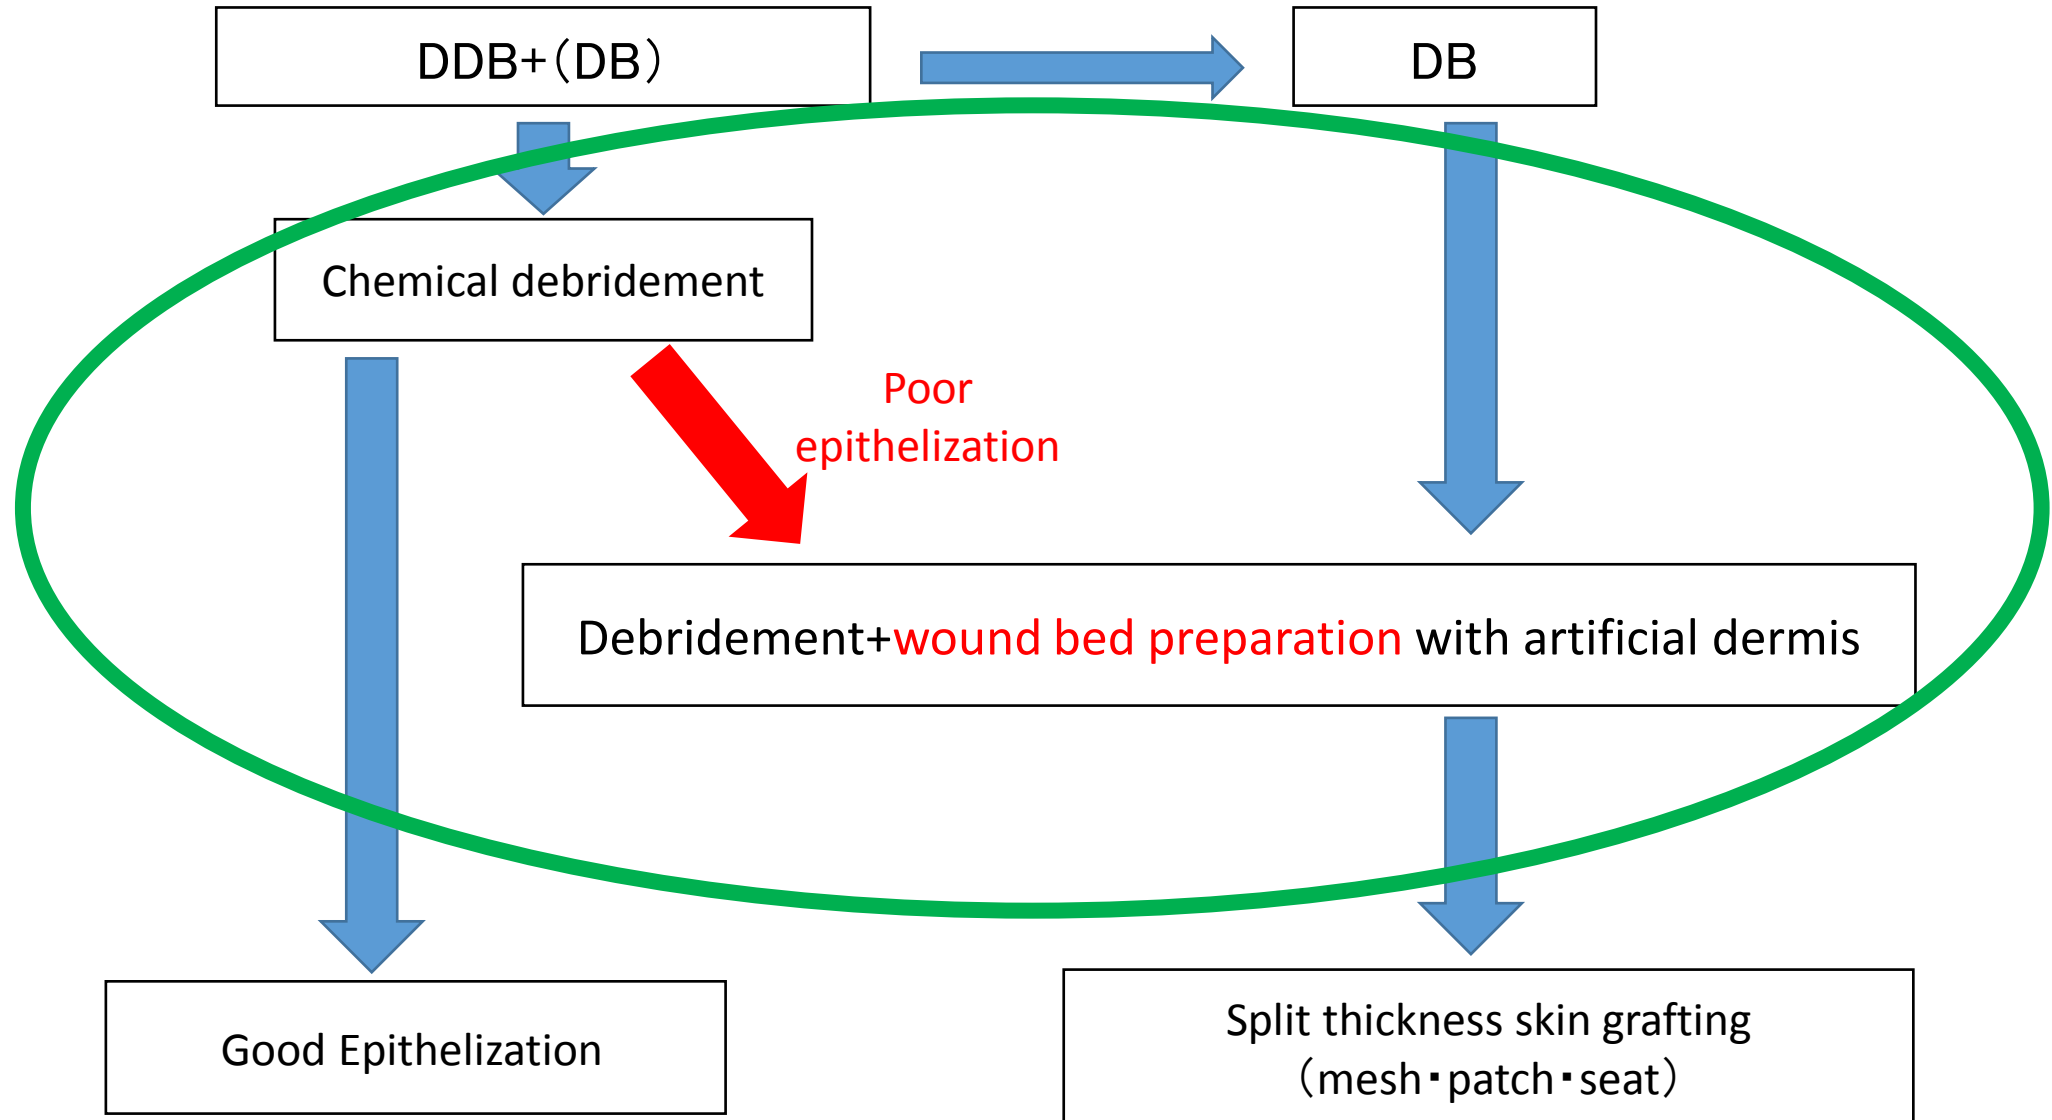 DDB+（DB）
DB
Chemical debridement
Poor
epithelization
Debridement+wound bed preparation with artificial dermis
Good Epithelization
Split thickness skin grafting
（mesh・patch・seat）